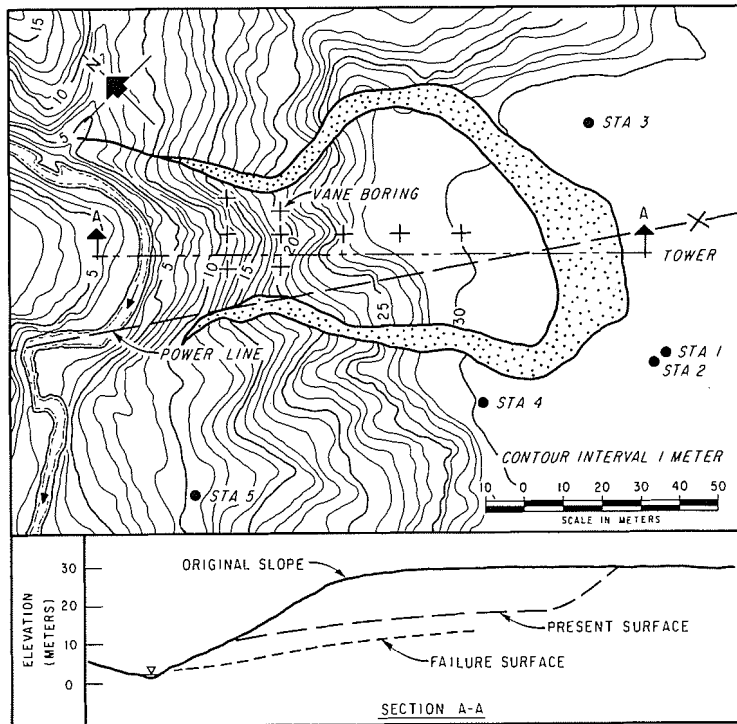 15
10
5
N
5
STA 3
VANE BORING
A
A
20
5
5
10
15
TOWER
25
30
POWER LINE
STA 1
STA 2
STA 4
CONTOUR INTERVAL 1 METER
STA 5
10 0 10 20 30 40 50
SCALE IN METERS
ELEVATION
(METERS)
30
20
10
0
ORIGINAL SLOPE
PRESENT SURFACE
FAILURE SURFACE
SECTION A-A